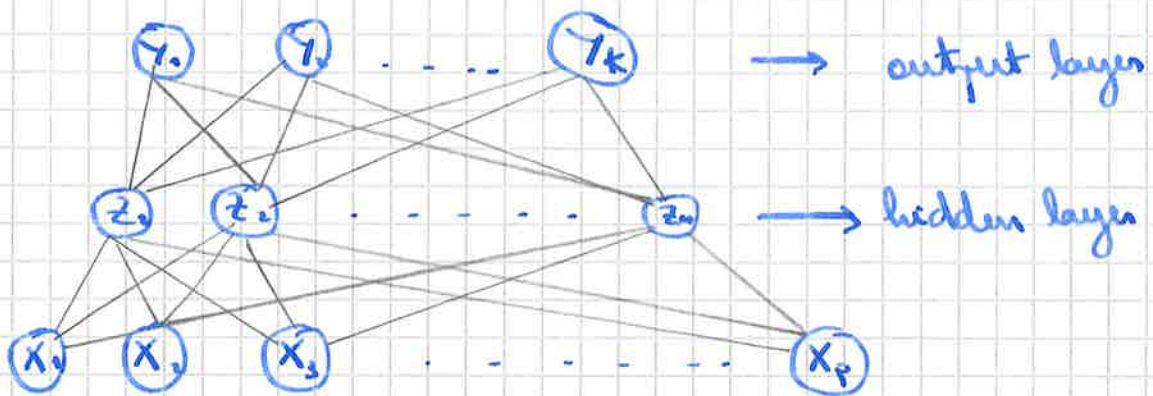 Y₁ Y₂ - - - - Yₖ → output layer
Z₁ Z₂ - - - - - Zₘ → hidden layer
X₁ X₂ X₃ - - - - - Xₚ